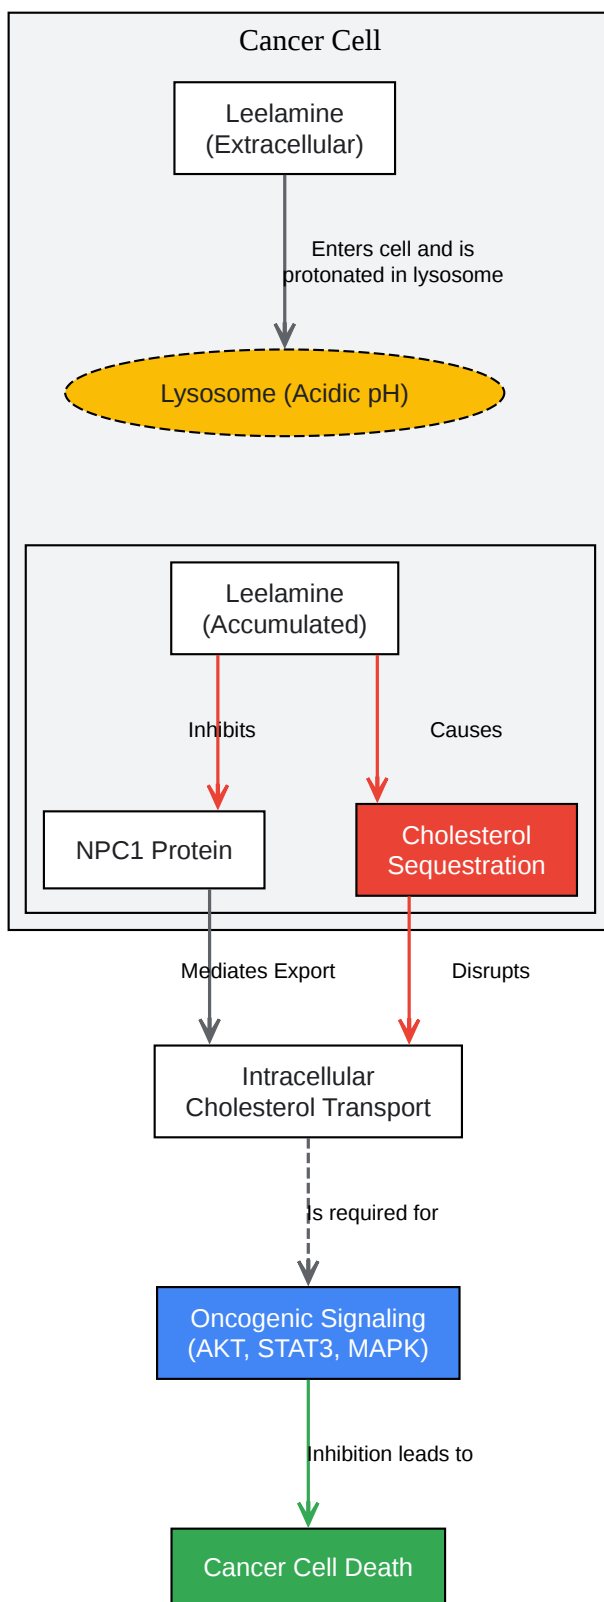 Cancer Cell
Leelamine
(Extracellular)
Enters cell and is
protonated in lysosome
Lysosome (Acidic pH)
Leelamine
(Accumulated)
Inhibits
Causes
NPC1 Protein
Cholesterol
Sequestration
Mediates Export
Disrupts
Intracellular
Cholesterol Transport
Is required for
Oncogenic Signaling
(AKT, STAT3, MAPK)
Inhibition leads to
Cancer Cell Death